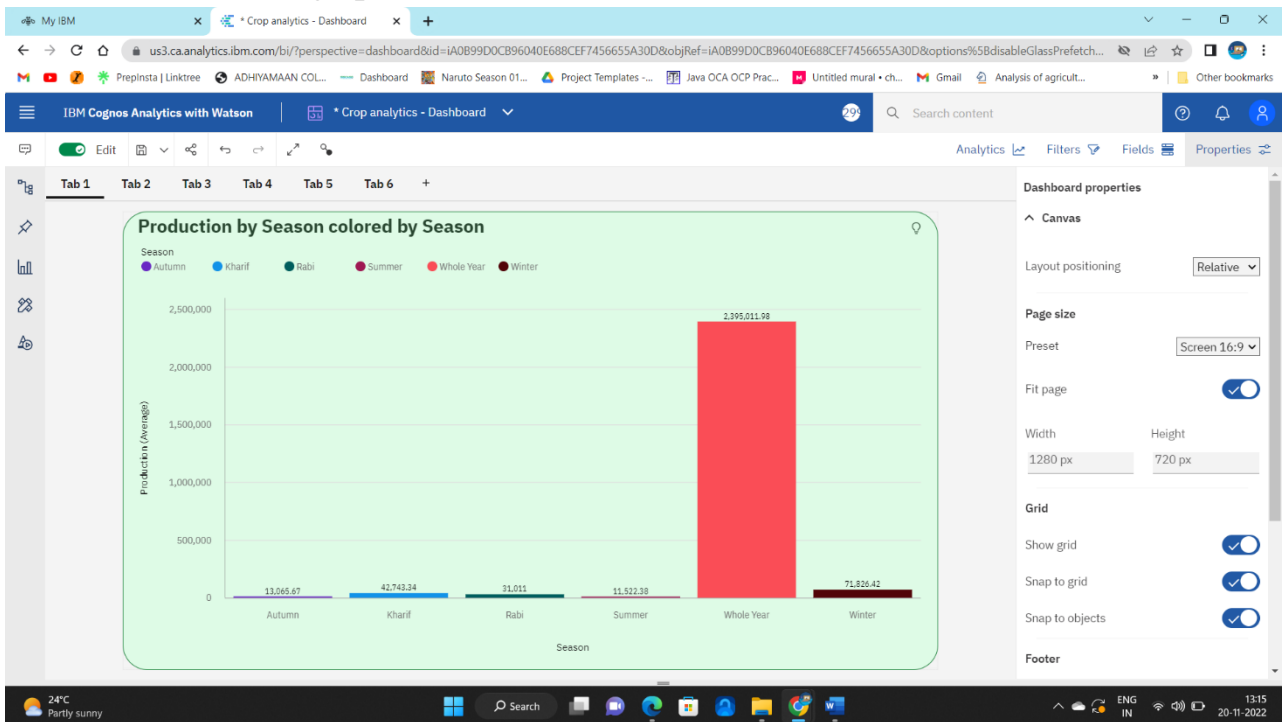 My IBM
* Crop analytics - Dashboard
us3.ca.analytics.ibm.com/bi/?perspective=dashboard&id=iA0B99D0CB96040E688CEF7456655A30D&objRef=iA0B99D0CB96040E688CEF7456655A30D&options%5BdisableGlassPrefetch...
PrepInsta | Linktree ADHIYAMAAN COL... Dashboard Naruto Season 01... Project Templates -... Java OCA OCP Prac... Untitled mural • ch... Gmail Analysis of agricult... » Other bookmarks
IBM Cognos Analytics with Watson * Crop analytics - Dashboard 299 Search content
Edit Analytics Filters Fields Properties
Tab 1 Tab 2 Tab 3 Tab 4 Tab 5 Tab 6 +
Production by Season colored by Season
Season
Autumn Kharif Rabi Summer Whole Year Winter
2,500,000
2,000,000
1,500,000
1,000,000
500,000
0
Production (Average)
13,065.67 42,743.34 31,011 11,522.38 2,395,011.98 71,826.42
Autumn Kharif Rabi Summer Whole Year Winter
Season
Dashboard properties
Canvas
Layout positioning Relative
Page size
Preset Screen 16:9
Fit page
Width Height
1280 px 720 px
Grid
Show grid
Snap to grid
Snap to objects
Footer
24°C
Partly sunny
Search
ENG
IN
13:15
20-11-2022